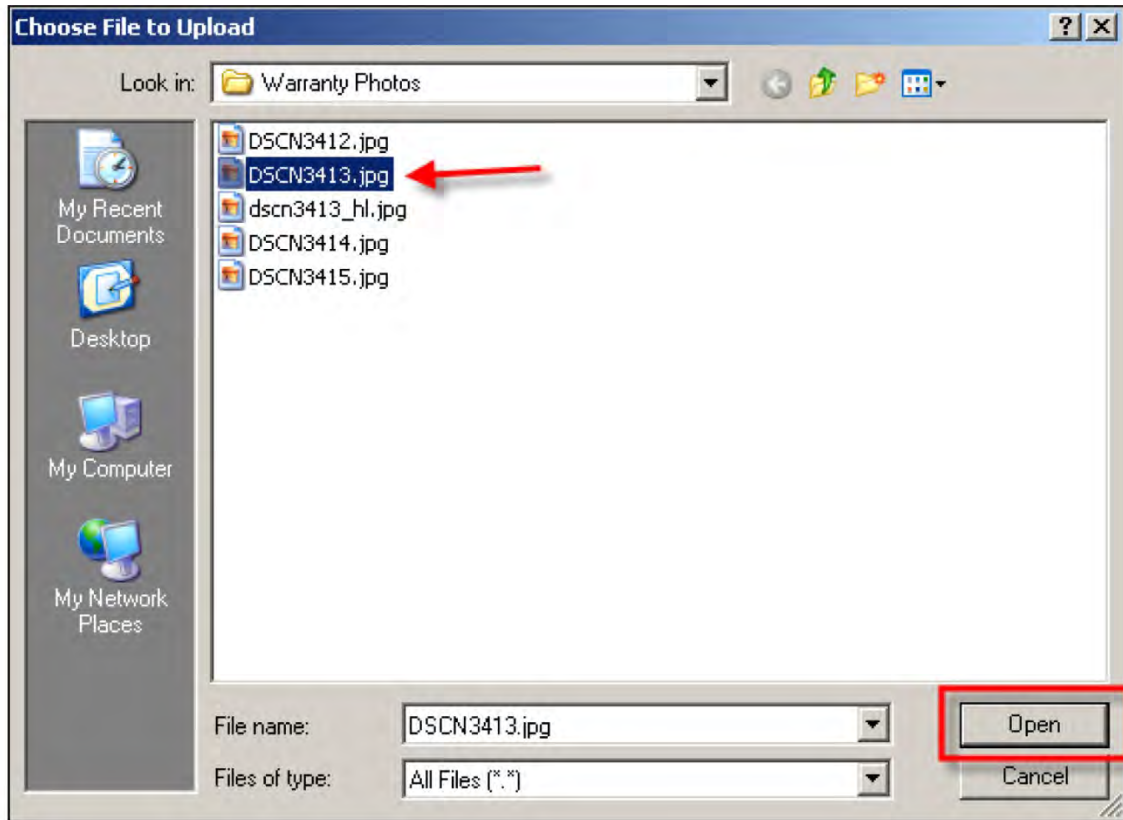 Choose File to Upload
Look in: Warranty Photos
My Recent
Documents
Desktop
My Computer
My Network
Places
DSCN3412.jpg
DSCN3413.jpg
dscn3413_hl.jpg
DSCN3414.jpg
DSCN3415.jpg
File name: DSCN3413.jpg Open
Files of type: All Files (*.*) Cancel